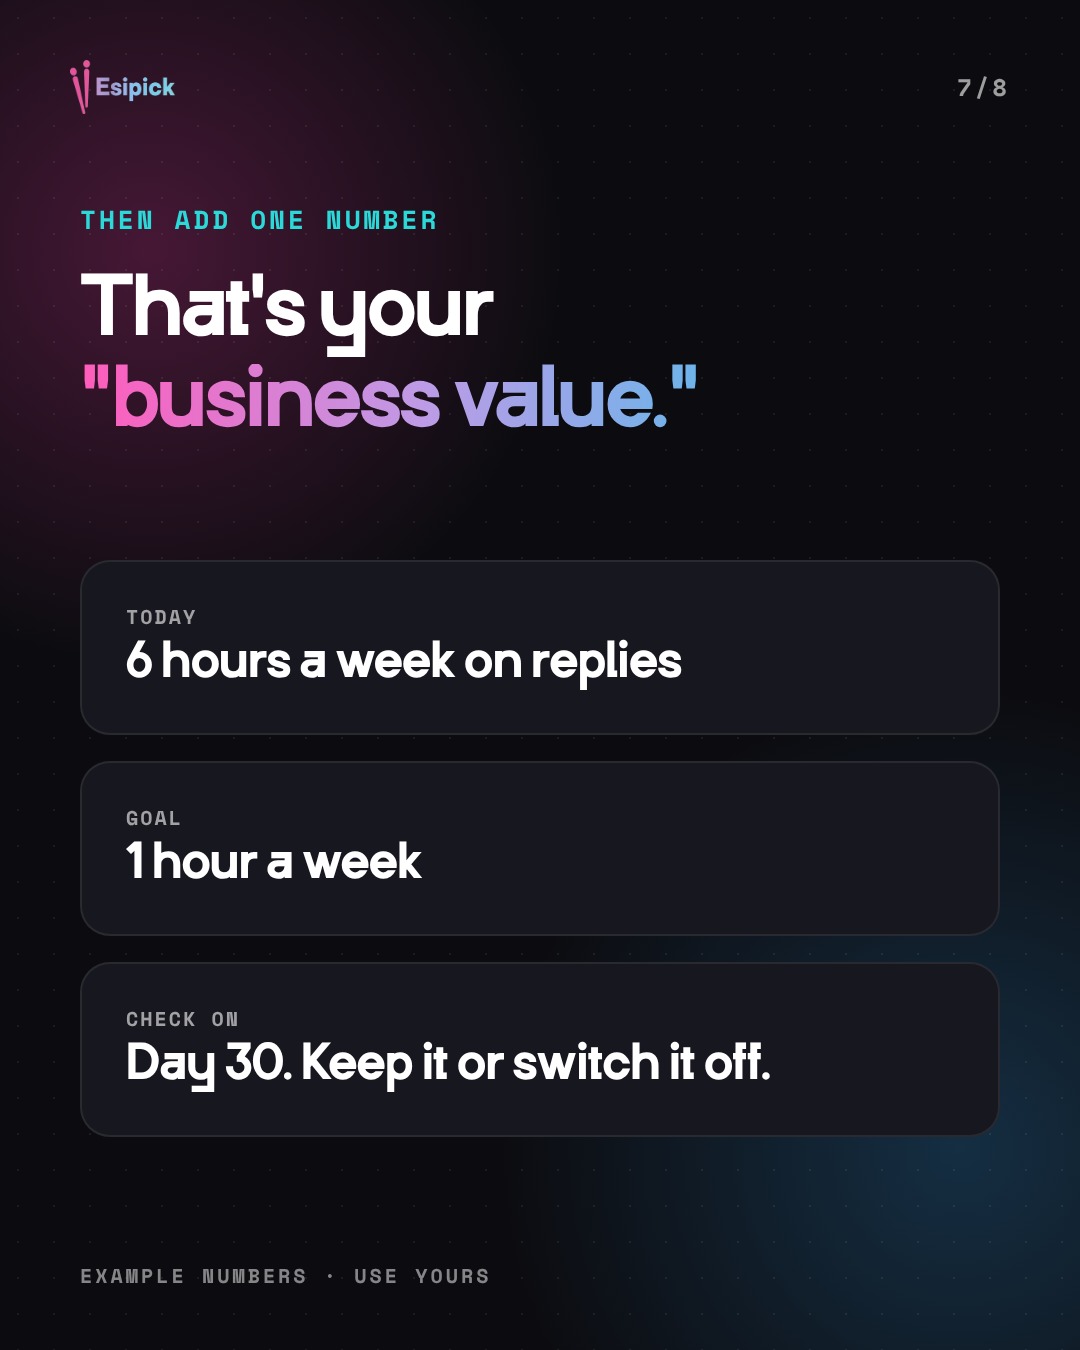 Esipick
7/8
THEN ADD ONE NUMBER
That's your
"business value."
TODAY
6 hours a week on replies
GOAL
1 hour a week
CHECK ON
Day 30. Keep it or switch it off.
EXAMPLE NUMBERS · USE YOURS